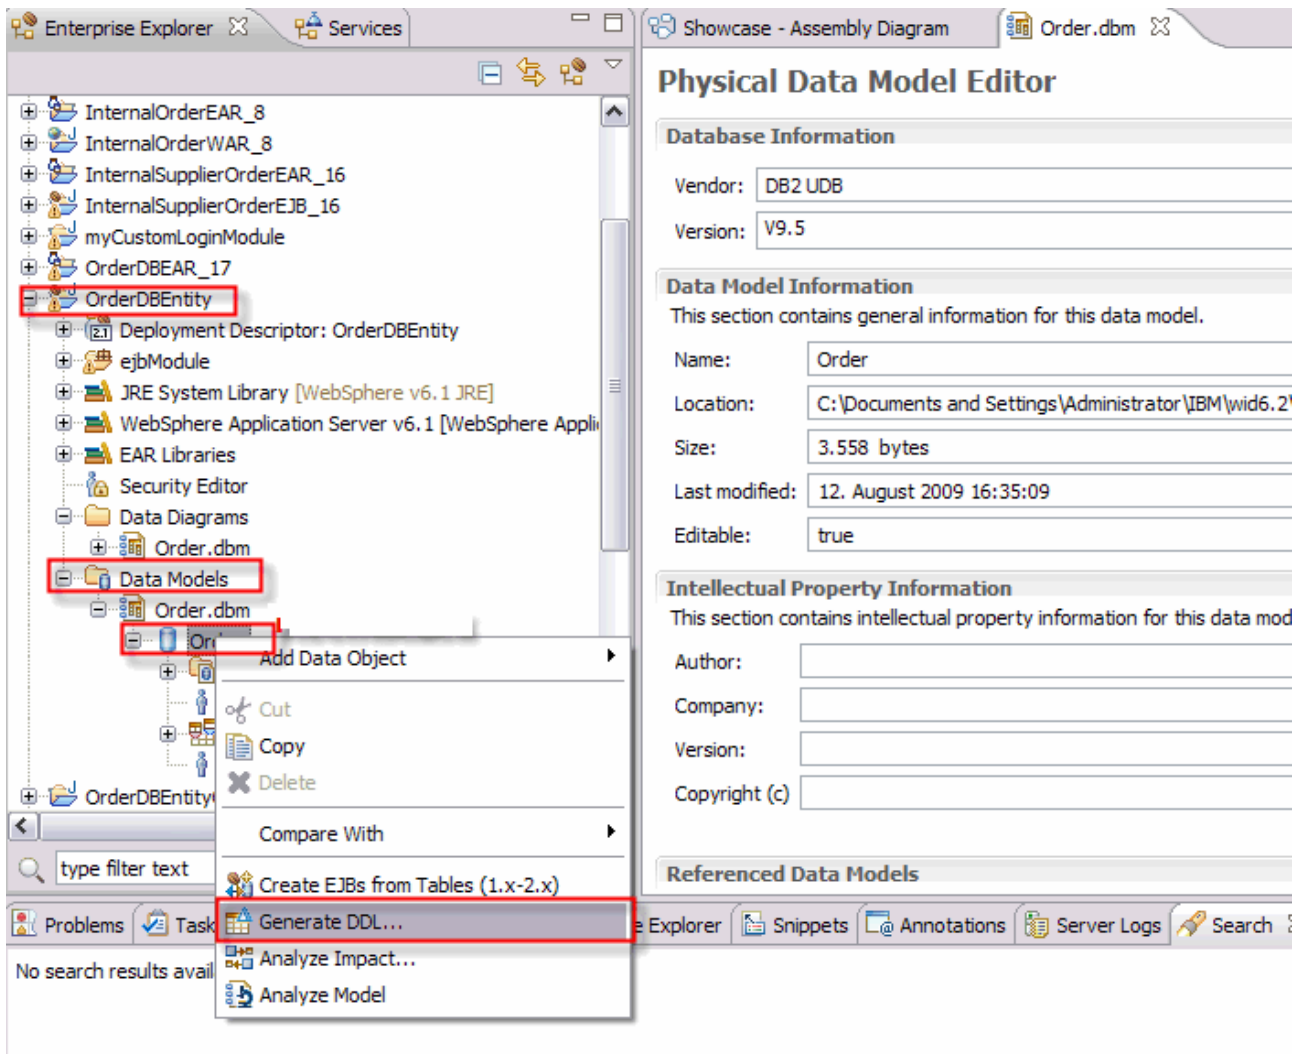 Enterprise Explorer
Services
InternalOrderEAR_8
InternalOrderWAR_8
InternalSupplierOrderEAR_16
InternalSupplierOrderEJB_16
myCustomLoginModule
OrderDBEAR_17
OrderDBEntity
Deployment Descriptor: OrderDBEntity
2.1
ejbModule
JRE System Library [WebSphere v6.1 JRE]
WebSphere Application Server v6.1 [WebSphere Appli
EAR Libraries
Security Editor
Data Diagrams
Order.dbm
Data Models
Order.dbm
Ord
OrderDBEntity
type filter text
Add Data Object
Cut
Copy
Delete
Compare With
Create EJBs from Tables (1.x-2.x)
Generate DDL...
Analyze Impact...
Analyze Model
Showcase - Assembly Diagram
Order.dbm
Physical Data Model Editor
Database Information
Vendor: DB2 UDB
Version: V9.5
Data Model Information
This section contains general information for this data model.
Name: Order
Location: C:\Documents and Settings\Administrator\IBM\wid6.2\
Size: 3.558 bytes
Last modified: 12. August 2009 16:35:09
Editable: true
Intellectual Property Information
This section contains intellectual property information for this data mod
Author:
Company:
Version:
Copyright (c)
Referenced Data Models
Problems
Task
e Explorer
Snippets
Annotations
Server Logs
Search
No search results avail